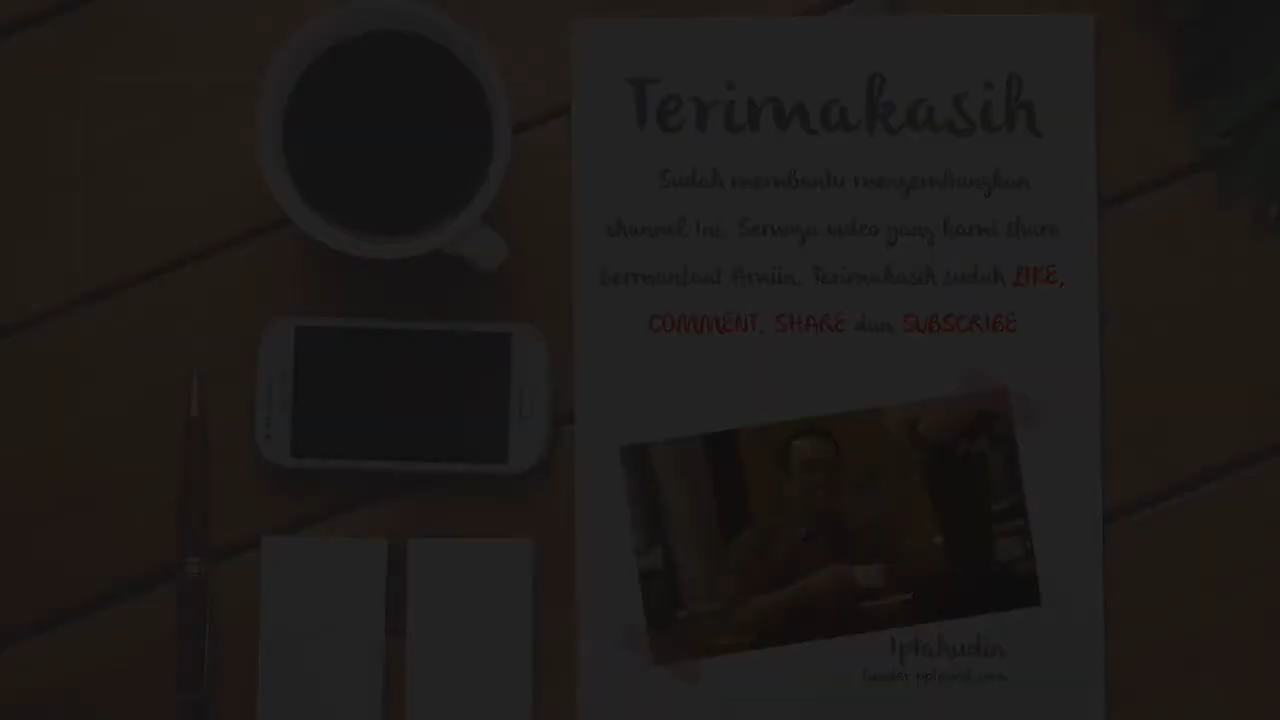 Terimakasih
Sudah membantu mengembangkan
channel Ini. Semoga video yang kami share
bermanfaat Amiin. Terimakasih sudah LIKE,
COMMENT, SHARE dan SUBSCRIBE
Iptahudin